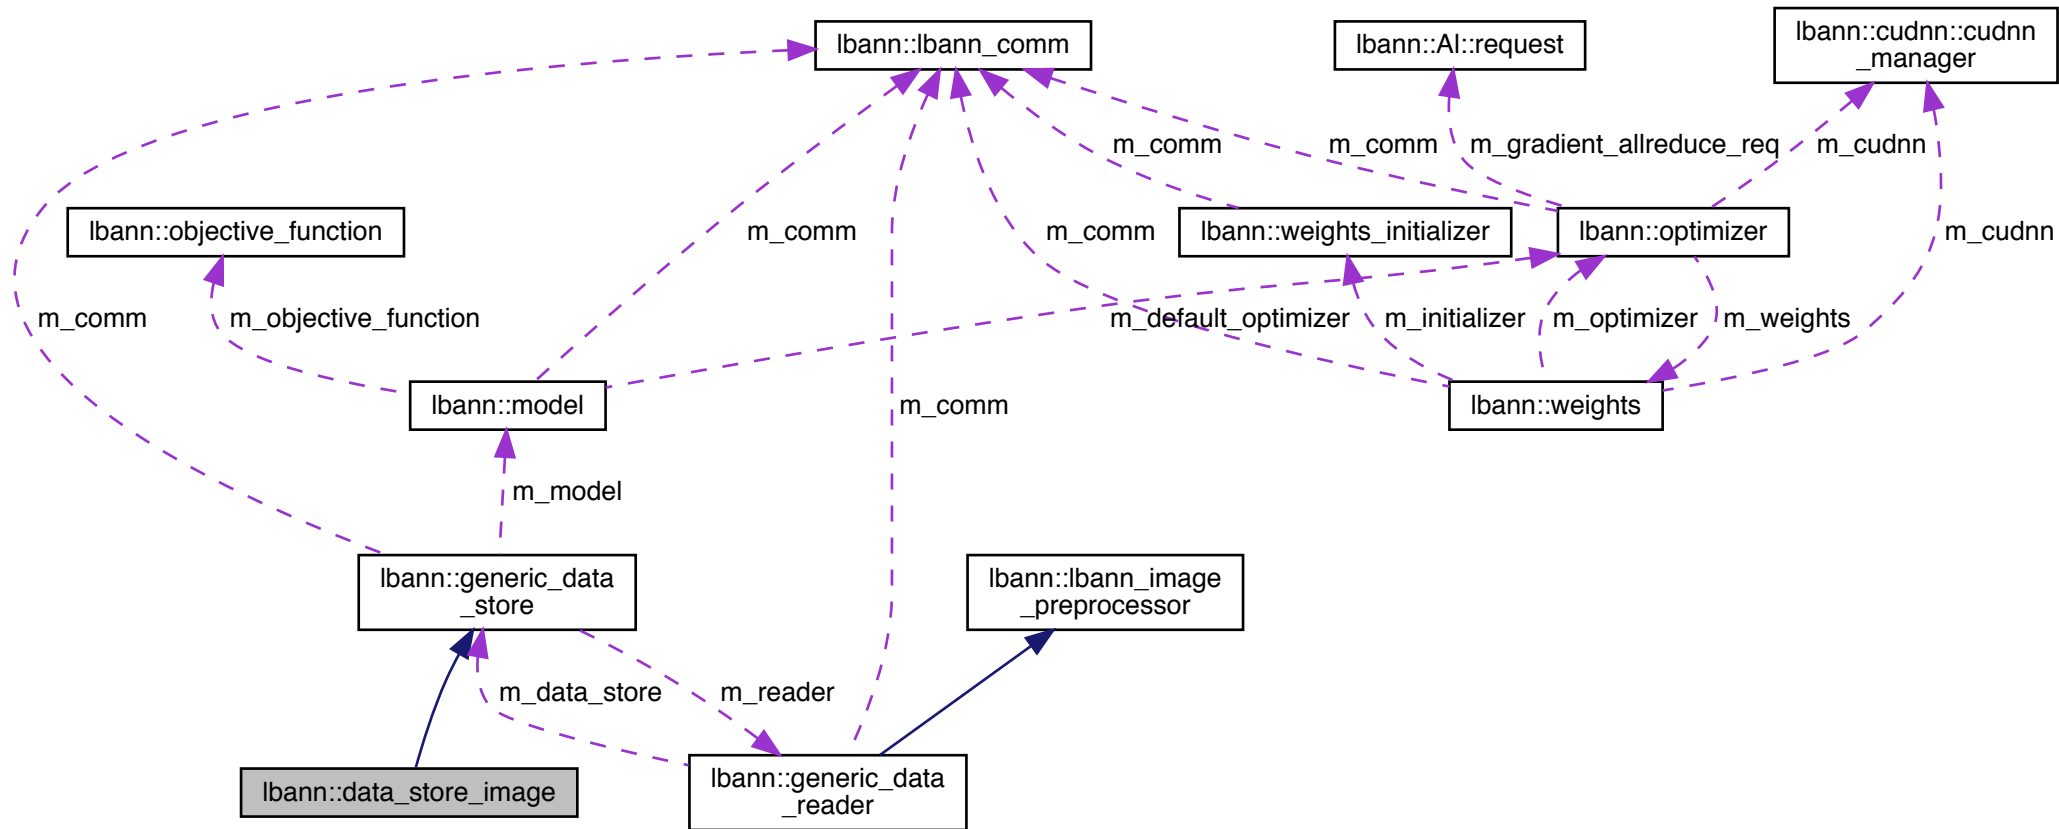 lbann::lbann_comm
lbann::Al::request
lbann::cudnn::cudnn
_manager
m_comm
m_comm
m_gradient_allreduce_req
m_cudnn
lbann::objective_function
m_comm
m_comm
lbann::weights_initializer
lbann::optimizer
m_cudnn
m_comm
m_objective_function
m_default_optimizer
m_initializer
m_optimizer
m_weights
lbann::model
m_comm
lbann::weights
m_model
lbann::generic_data
_store
lbann::lbann_image
_preprocessor
m_data_store
m_reader
lbann::data_store_image
lbann::generic_data
_reader